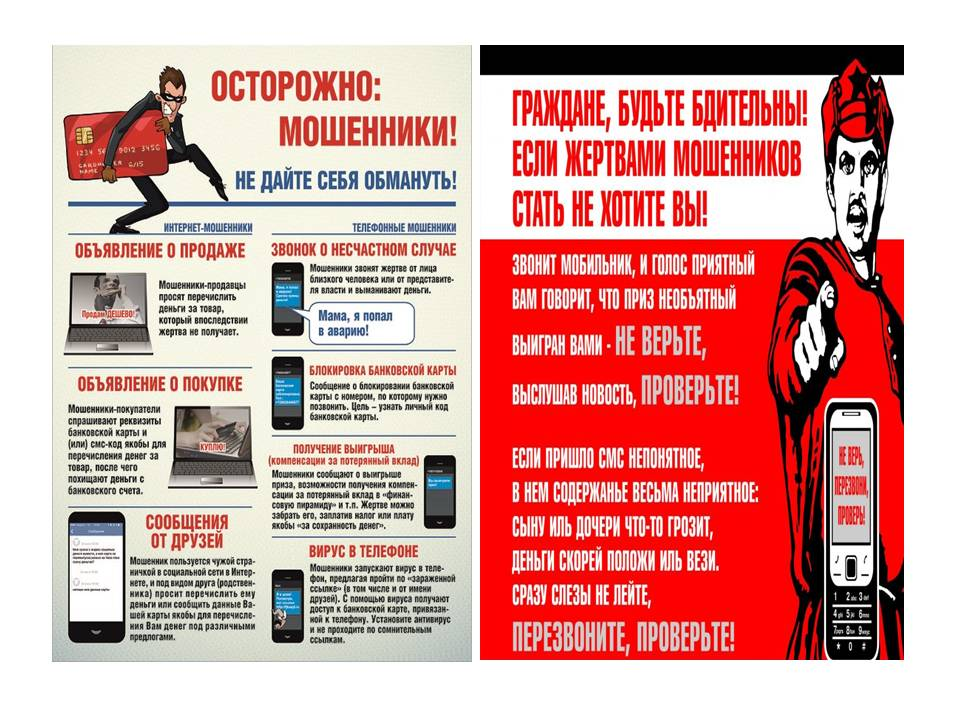 ОСТОРОЖНО:
МОШЕННИКИ!
НЕ ДАЙТЕ СЕБЯ ОБМАНУТЬ!
ИНТЕРНЕТ-МОШЕННИКИ
ОБЪЯВЛЕНИЕ О ПРОДАЖЕ
Продам ДЕШЕВО!
Мошенники-продавцы
просят перечислить
деньги за товар,
который впоследствии
жертва не получает.
ОБЪЯВЛЕНИЕ О ПОКУПКЕ
Мошенники-покупатели
спрашивают реквизиты
банковской карты и
(или) смс-код якобы для
перечисления денег за
товар, после чего
похищают деньги с
банковского счета.
КУПЛЮ!
СООБЩЕНИЯ
ОТ ДРУЗЕЙ
Мошенник пользуется чужой стра-
ничкой в социальной сети в Интер-
нете, и под видом друга (родствен-
ника) просит перечислить ему
деньги или сообщить данные Ва-
шей карты якобы для перечисле-
ния Вам денег под различными
предлогами.
ТЕЛЕФОННЫЕ МОШЕННИКИ
ЗВОНОК О НЕСЧАСТНОМ СЛУЧАЕ
Мошенники звонят жертве от лица
близкого человека или от представите-
ля власти и выманивают деньги.
Мама, я попал
в аварию!
БЛОКИРОВКА БАНКОВСКОЙ КАРТЫ
Сообщение о блокировании банковской
карты с номером, по которому нужно
позвонить. Цель – узнать личный код
банковской карты.
ПОЛУЧЕНИЕ ВЫИГРЫША
(компенсации за потерянный вклад)
Мошенники сообщают о выигрыше
приза, возможности получения компен-
сации за потерянный вклад в «финан-
совую пирамиду» и т.п. Жертве можно
забрать его, заплатив налог или плату
якобы «за сохранность денег».
ВИРУС В ТЕЛЕФОНЕ
Мошенники запускают вирус в теле-
фон, предлагая пройти по «зараженной
ссылке» (в том числе и от имени
друзей). С помощью вируса получают
доступ к банковской карте, привязан-
ной к телефону. Установите антивирус
и не проходите по сомнительным
ссылкам.
ГРАЖДАНЕ, БУДЬТЕ БДИТЕЛЬНЫ!
ЕСЛИ ЖЕРТВАМИ МОШЕННИКОВ
СТАТЬ НЕ ХОТИТЕ ВЫ!
ЗВОНИТ МОБИЛЬНИК, И ГОЛОС ПРИЯТНЫЙ
ВАМ ГОВОРИТ, ЧТО ПРИЗ НЕОБЪЯТНЫЙ
ВЫИГРАН ВАМИ - НЕ ВЕРЬТЕ,
ВЫСЛУШАВ НОВОСТЬ, ПРОВЕРЬТЕ!
ЕСЛИ ПРИШЛО СМС НЕПОНЯТНОЕ,
В НЕМ СОДЕРЖАНЬЕ ВЕСЬМА НЕПРИЯТНОЕ:
СЫНУ ИЛЬ ДОЧЕРИ ЧТО-ТО ГРОЗИТ,
ДЕНЬГИ СКОРЕЙ ПОЛОЖИ ИЛЬ ВЕЗИ.
СРАЗУ СЛЕЗЫ НЕ ЛЕЙТЕ,
ПЕРЕЗВОНИТЕ, ПРОВЕРЬТЕ!
НЕ ВЕРЬ,
ПЕРЕЗВОНИ,
ПРОВЕРЬ!